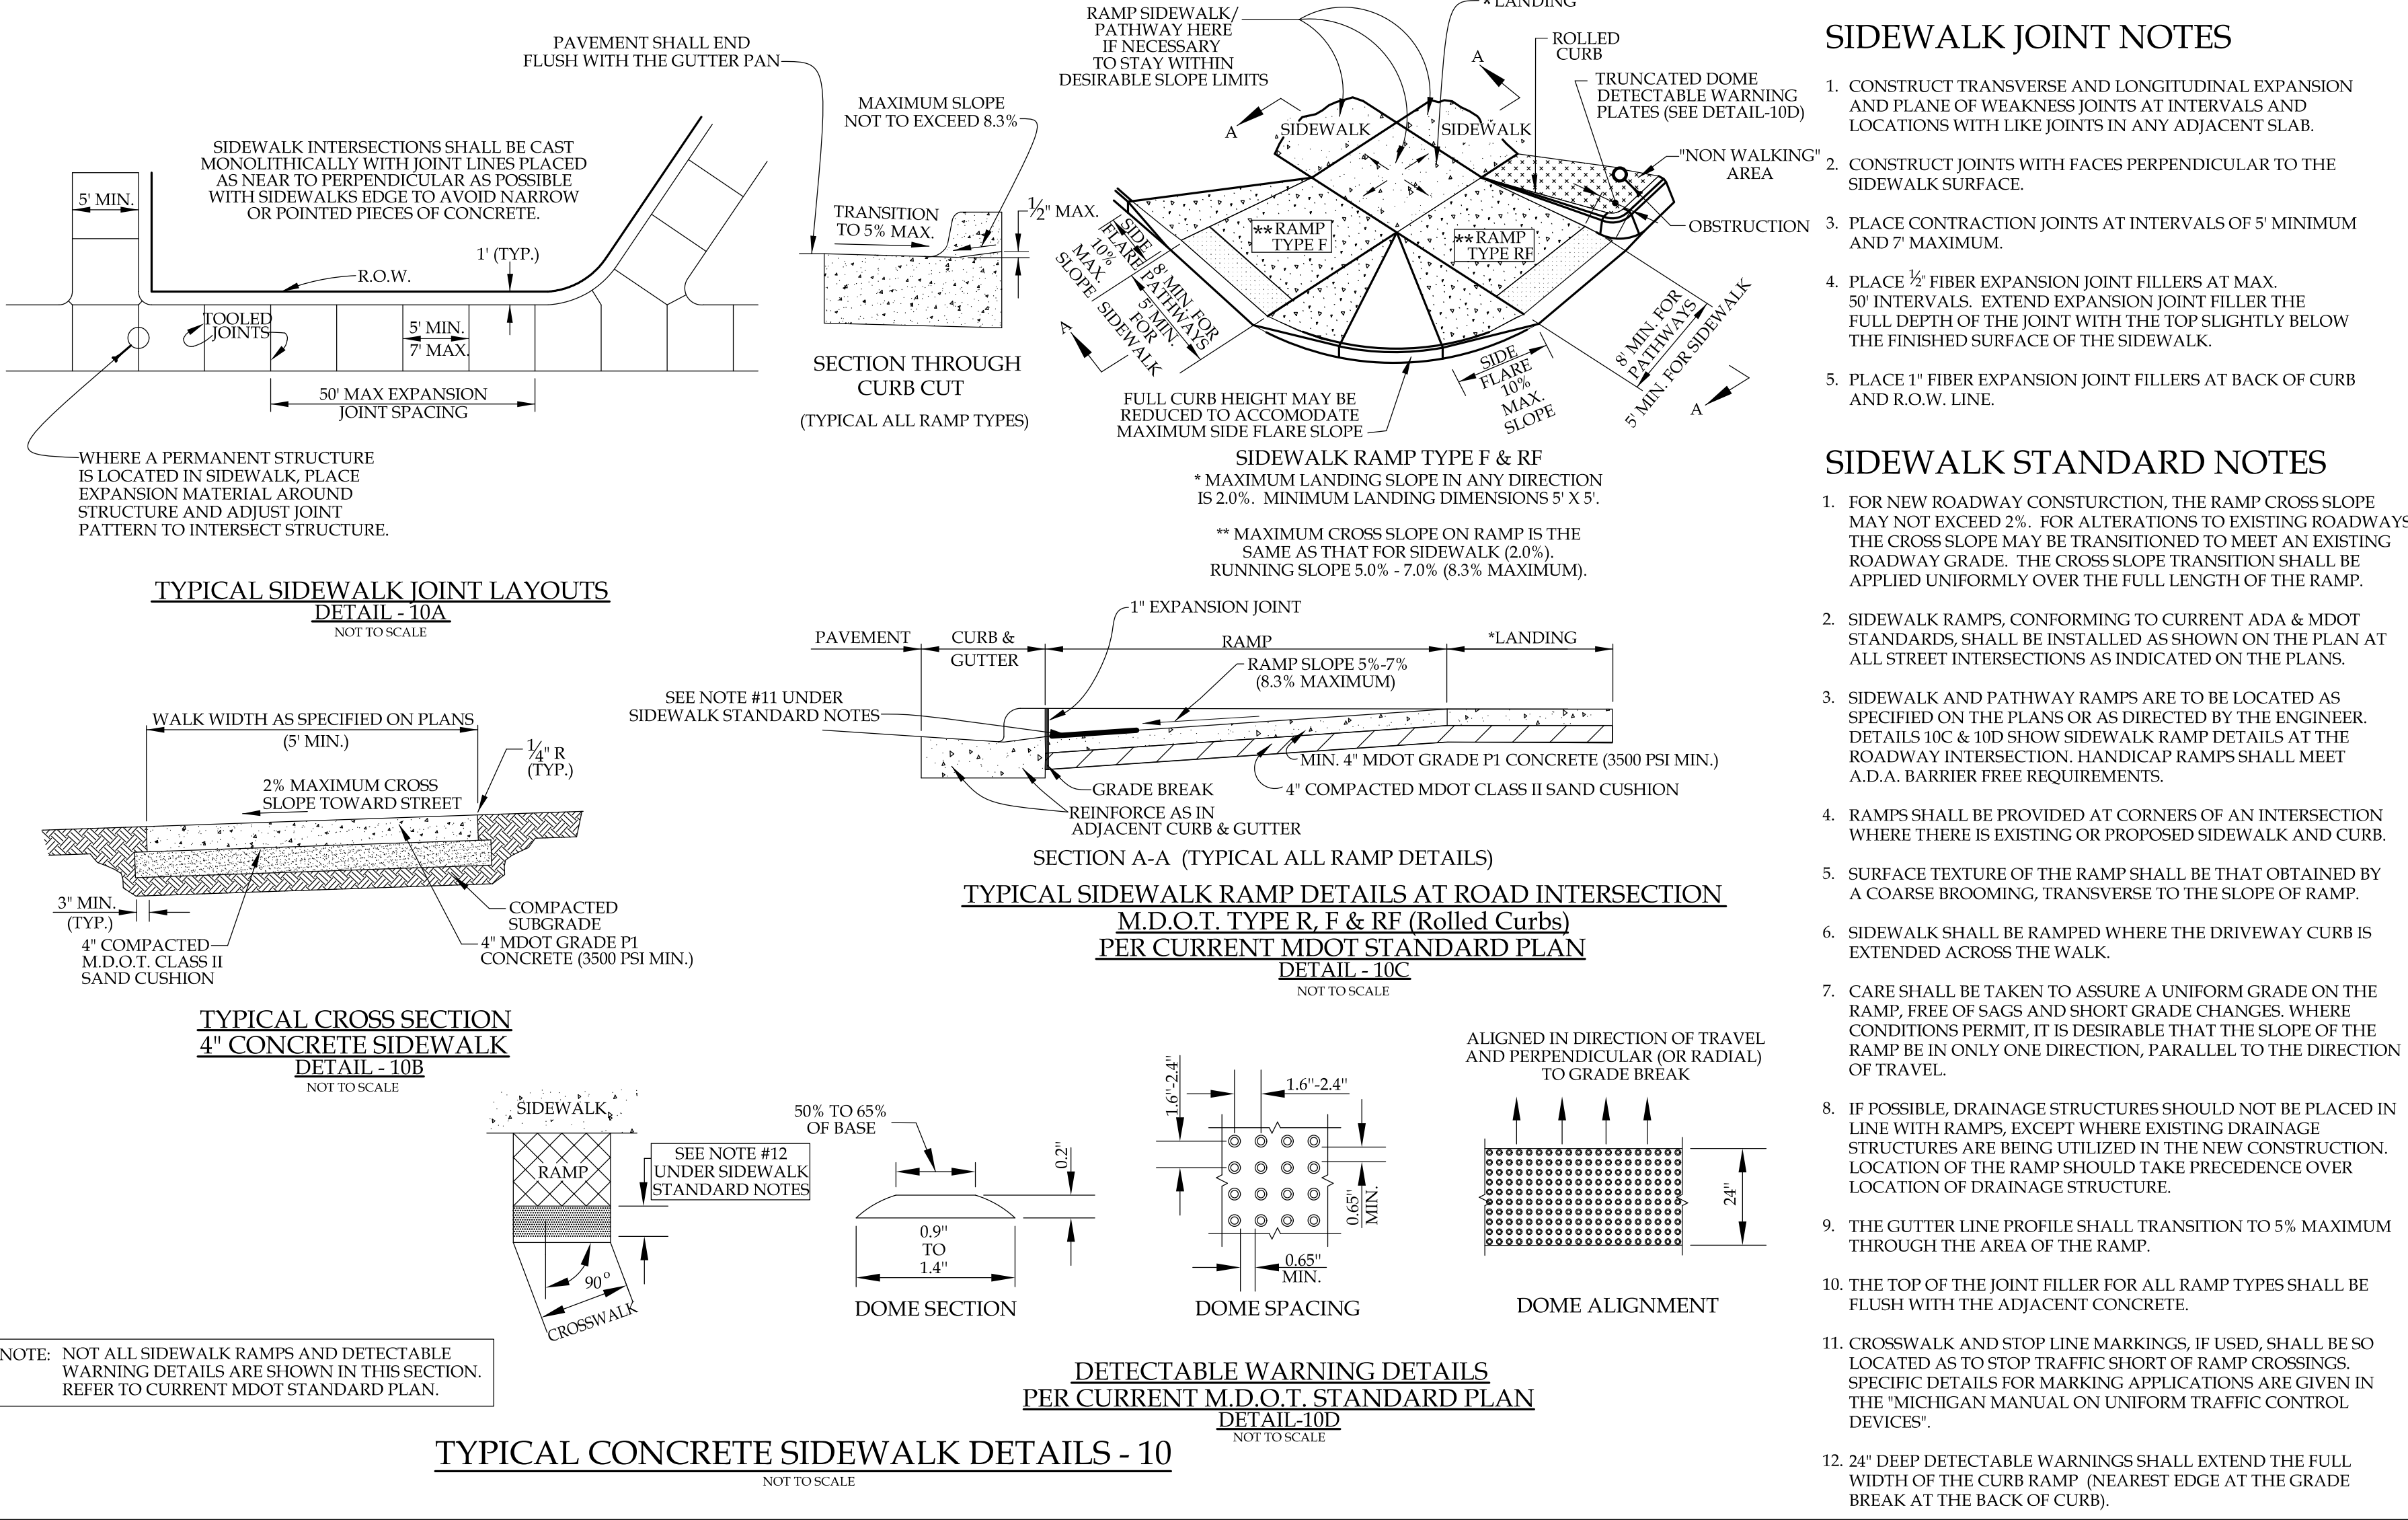 PAVEMENT SHALL END
FLUSH WITH THE GUTTER PAN
SIDEWALK INTERSECTIONS SHALL BE CAST
MONOLITHICALLY WITH JOINT LINES PLACED
AS NEAR TO PERPENDICULAR AS POSSIBLE
WITH SIDEWALKS EDGE TO AVOID NARROW
OR POINTED PIECES OF CONCRETE.
5' MIN.
R.O.W.
1' (TYP.)
TOOLED
JOINTS
5' MIN.
7' MAX.
50' MAX EXPANSION
JOINT SPACING
WHERE A PERMANENT STRUCTURE
IS LOCATED IN SIDEWALK, PLACE
EXPANSION MATERIAL AROUND
STRUCTURE AND ADJUST JOINT
PATTERN TO INTERSECT STRUCTURE.
TYPICAL SIDEWALK JOINT LAYOUTS
DETAIL - 10A
NOT TO SCALE
MAXIMUM SLOPE
NOT TO EXCEED 8.3%
TRANSITION
TO 5% MAX.
1/2" MAX.
SECTION THROUGH
CURB CUT
(TYPICAL ALL RAMP TYPES)
RAMP SIDEWALK/
PATHWAY HERE
IF NECESSARY
TO STAY WITHIN
DESIRABLE SLOPE LIMITS
*LANDING
ROLLED
CURB
TRUNCATED DOME
DETECTABLE WARNING
PLATES (SEE DETAIL-10D)
"NON WALKING"
AREA
OBSTRUCTION
A
A
SIDEWALK
SIDEWALK
**RAMP
TYPE F
**RAMP
TYPE RF
SIDE
FLARE
10%
MAX.
SLOPE
8' MIN. FOR
PATHWAYS
5' MIN.
FOR
SIDEWALK
A
SIDE
FLARE
10%
MAX.
SLOPE
8' MIN. FOR
PATHWAYS
5' MIN. FOR SIDEWALK
A
FULL CURB HEIGHT MAY BE
REDUCED TO ACCOMODATE
MAXIMUM SIDE FLARE SLOPE
SIDEWALK RAMP TYPE F & RF
* MAXIMUM LANDING SLOPE IN ANY DIRECTION
IS 2.0%. MINIMUM LANDING DIMENSIONS 5' X 5'.
** MAXIMUM CROSS SLOPE ON RAMP IS THE
SAME AS THAT FOR SIDEWALK (2.0%).
RUNNING SLOPE 5.0% - 7.0% (8.3% MAXIMUM).
1" EXPANSION JOINT
PAVEMENT
CURB &
GUTTER
RAMP
*LANDING
RAMP SLOPE 5%-7%
(8.3% MAXIMUM)
SEE NOTE #11 UNDER
SIDEWALK STANDARD NOTES
MIN. 4" MDOT GRADE P1 CONCRETE (3500 PSI MIN.)
GRADE BREAK
4" COMPACTED MDOT CLASS II SAND CUSHION
REINFORCE AS IN
ADJACENT CURB & GUTTER
SECTION A-A (TYPICAL ALL RAMP DETAILS)
TYPICAL SIDEWALK RAMP DETAILS AT ROAD INTERSECTION
M.D.O.T. TYPE R, F & RF (Rolled Curbs)
PER CURRENT MDOT STANDARD PLAN
DETAIL - 10C
NOT TO SCALE
WALK WIDTH AS SPECIFIED ON PLANS
(5' MIN.)
1/4" R
(TYP.)
2% MAXIMUM CROSS
SLOPE TOWARD STREET
3" MIN.
(TYP.)
COMPACTED
SUBGRADE
4" COMPACTED
M.D.O.T. CLASS II
SAND CUSHION
4" MDOT GRADE P1
CONCRETE (3500 PSI MIN.)
TYPICAL CROSS SECTION
4" CONCRETE SIDEWALK
DETAIL - 10B
NOT TO SCALE
SIDEWALK
RAMP
SEE NOTE #12
UNDER SIDEWALK
STANDARD NOTES
90°
CROSSWALK
50% TO 65%
OF BASE
0.2"
0.9"
TO
1.4"
DOME SECTION
1.6"-2.4"
1.6"-2.4"
0.65"
MIN.
0.65"
MIN.
DOME SPACING
ALIGNED IN DIRECTION OF TRAVEL
AND PERPENDICULAR (OR RADIAL)
TO GRADE BREAK
24"
DOME ALIGNMENT
NOTE: NOT ALL SIDEWALK RAMPS AND DETECTABLE
WARNING DETAILS ARE SHOWN IN THIS SECTION.
REFER TO CURRENT MDOT STANDARD PLAN.
DETECTABLE WARNING DETAILS
PER CURRENT M.D.O.T. STANDARD PLAN
DETAIL-10D
NOT TO SCALE
TYPICAL CONCRETE SIDEWALK DETAILS - 10
NOT TO SCALE
SIDEWALK JOINT NOTES
1. CONSTRUCT TRANSVERSE AND LONGITUDINAL EXPANSION
AND PLANE OF WEAKNESS JOINTS AT INTERVALS AND
LOCATIONS WITH LIKE JOINTS IN ANY ADJACENT SLAB.
2. CONSTRUCT JOINTS WITH FACES PERPENDICULAR TO THE
SIDEWALK SURFACE.
3. PLACE CONTRACTION JOINTS AT INTERVALS OF 5' MINIMUM
AND 7' MAXIMUM.
4. PLACE 1/2" FIBER EXPANSION JOINT FILLERS AT MAX.
50' INTERVALS. EXTEND EXPANSION JOINT FILLER THE
FULL DEPTH OF THE JOINT WITH THE TOP SLIGHTLY BELOW
THE FINISHED SURFACE OF THE SIDEWALK.
5. PLACE 1" FIBER EXPANSION JOINT FILLERS AT BACK OF CURB
AND R.O.W. LINE.
SIDEWALK STANDARD NOTES
1. FOR NEW ROADWAY CONSTURCTION, THE RAMP CROSS SLOPE
MAY NOT EXCEED 2%. FOR ALTERATIONS TO EXISTING ROADWAYS
THE CROSS SLOPE MAY BE TRANSITIONED TO MEET AN EXISTING
ROADWAY GRADE. THE CROSS SLOPE TRANSITION SHALL BE
APPLIED UNIFORMLY OVER THE FULL LENGTH OF THE RAMP.
2. SIDEWALK RAMPS, CONFORMING TO CURRENT ADA & MDOT
STANDARDS, SHALL BE INSTALLED AS SHOWN ON THE PLAN AT
ALL STREET INTERSECTIONS AS INDICATED ON THE PLANS.
3. SIDEWALK AND PATHWAY RAMPS ARE TO BE LOCATED AS
SPECIFIED ON THE PLANS OR AS DIRECTED BY THE ENGINEER.
DETAILS 10C & 10D SHOW SIDEWALK RAMP DETAILS AT THE
ROADWAY INTERSECTION. HANDICAP RAMPS SHALL MEET
A.D.A. BARRIER FREE REQUIREMENTS.
4. RAMPS SHALL BE PROVIDED AT CORNERS OF AN INTERSECTION
WHERE THERE IS EXISTING OR PROPOSED SIDEWALK AND CURB.
5. SURFACE TEXTURE OF THE RAMP SHALL BE THAT OBTAINED BY
A COARSE BROOMING, TRANSVERSE TO THE SLOPE OF RAMP.
6. SIDEWALK SHALL BE RAMPED WHERE THE DRIVEWAY CURB IS
EXTENDED ACROSS THE WALK.
7. CARE SHALL BE TAKEN TO ASSURE A UNIFORM GRADE ON THE
RAMP, FREE OF SAGS AND SHORT GRADE CHANGES. WHERE
CONDITIONS PERMIT, IT IS DESIRABLE THAT THE SLOPE OF THE
RAMP BE IN ONLY ONE DIRECTION, PARALLEL TO THE DIRECTION
OF TRAVEL.
8. IF POSSIBLE, DRAINAGE STRUCTURES SHOULD NOT BE PLACED IN
LINE WITH RAMPS, EXCEPT WHERE EXISTING DRAINAGE
STRUCTURES ARE BEING UTILIZED IN THE NEW CONSTRUCTION.
LOCATION OF THE RAMP SHOULD TAKE PRECEDENCE OVER
LOCATION OF DRAINAGE STRUCTURE.
9. THE GUTTER LINE PROFILE SHALL TRANSITION TO 5% MAXIMUM
THROUGH THE AREA OF THE RAMP.
10. THE TOP OF THE JOINT FILLER FOR ALL RAMP TYPES SHALL BE
FLUSH WITH THE ADJACENT CONCRETE.
11. CROSSWALK AND STOP LINE MARKINGS, IF USED, SHALL BE SO
LOCATED AS TO STOP TRAFFIC SHORT OF RAMP CROSSINGS.
SPECIFIC DETAILS FOR MARKING APPLICATIONS ARE GIVEN IN
THE "MICHIGAN MANUAL ON UNIFORM TRAFFIC CONTROL
DEVICES".
12. 24" DEEP DETECTABLE WARNINGS SHALL EXTEND THE FULL
WIDTH OF THE CURB RAMP (NEAREST EDGE AT THE GRADE
BREAK AT THE BACK OF CURB).